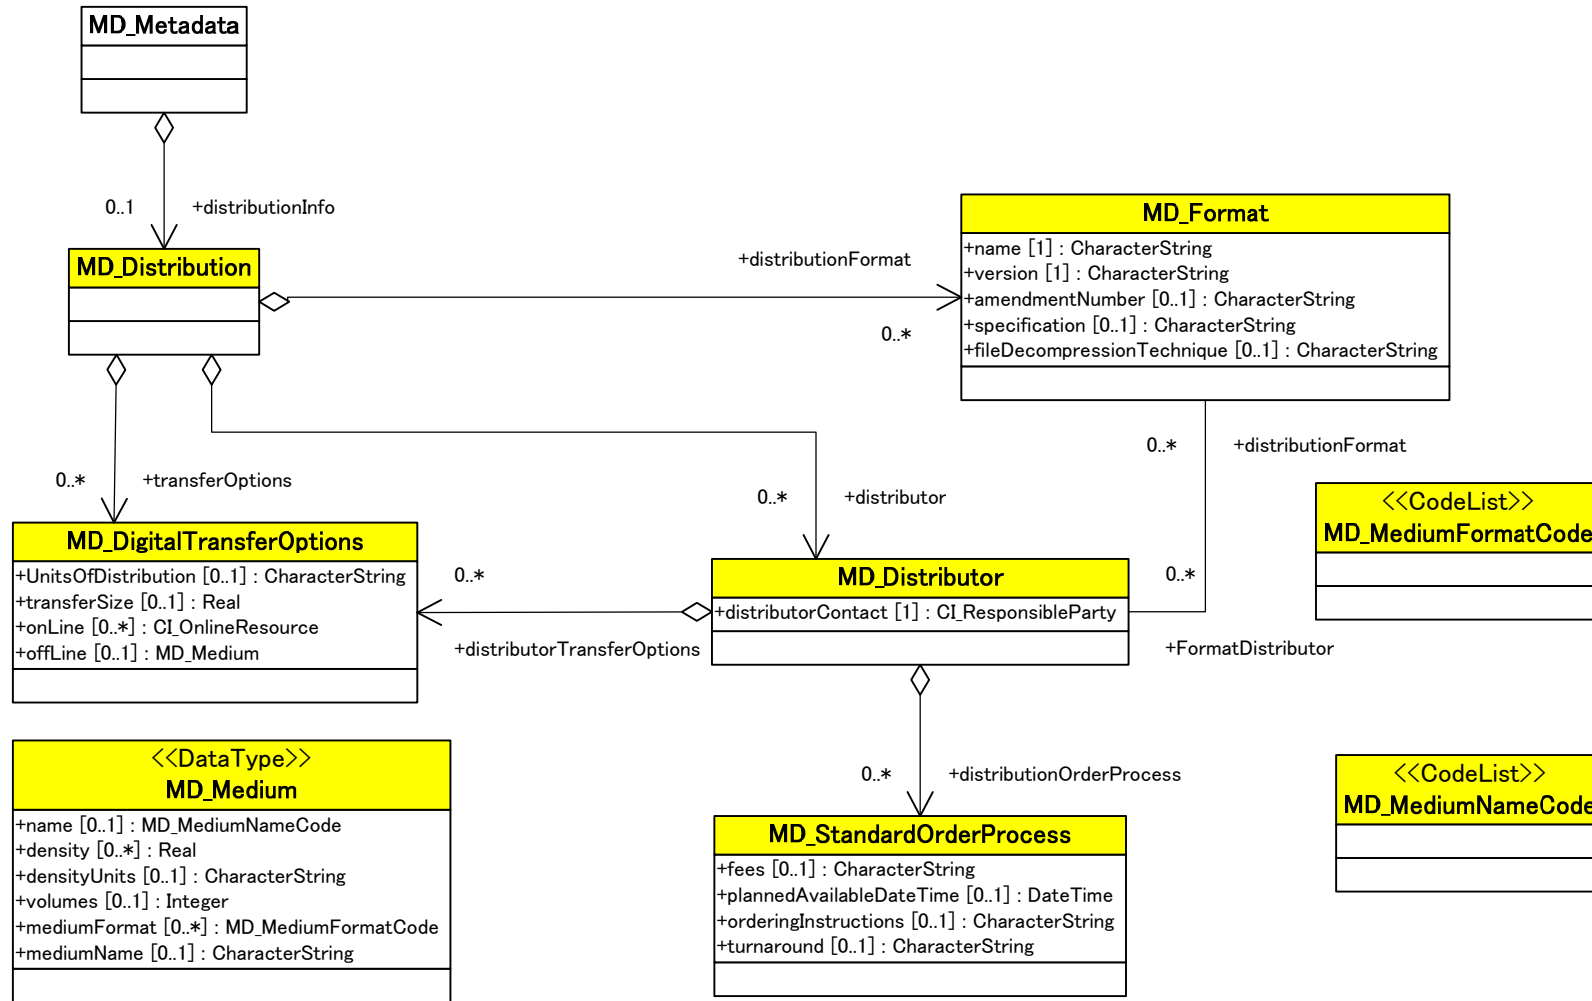 MD_Metadata
0..1
+distributionInfo
MD_Distribution
+distributionFormat
0..*
MD_Format
+name [1] : CharacterString
+version [1] : CharacterString
+amendmentNumber [0..1] : CharacterString
+specification [0..1] : CharacterString
+fileDecompressionTechnique [0..1] : CharacterString
0..*
+transferOptions
0..*
+distributor
0..*
+distributionFormat
<<CodeList>>
MD_MediumFormatCode
MD_DigitalTransferOptions
+UnitsOfDistribution [0..1] : CharacterString
+transferSize [0..1] : Real
+onLine [0..*] : CI_OnlineResource
+offLine [0..1] : MD_Medium
0..*
+distributorTransferOptions
MD_Distributor
+distributorContact [1] : CI_ResponsibleParty
0..*
+FormatDistributor
<<DataType>>
MD_Medium
+name [0..1] : MD_MediumNameCode
+density [0..*] : Real
+densityUnits [0..1] : CharacterString
+volumes [0..1] : Integer
+mediumFormat [0..*] : MD_MediumFormatCode
+mediumName [0..1] : CharacterString
0..*
+distributionOrderProcess
MD_StandardOrderProcess
+fees [0..1] : CharacterString
+plannedAvailableDateTime [0..1] : DateTime
+orderingInstructions [0..1] : CharacterString
+turnaround [0..1] : CharacterString
<<CodeList>>
MD_MediumNameCode